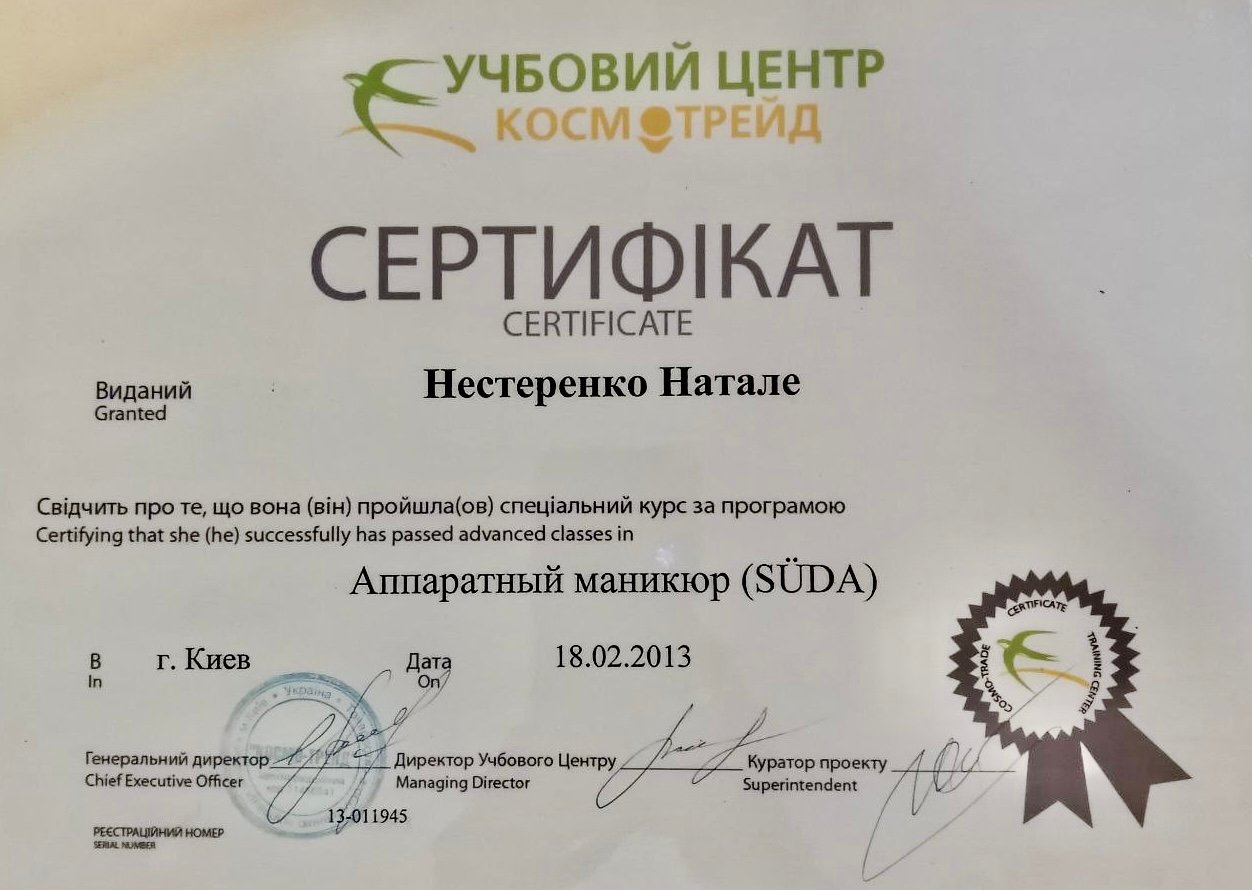 УЧБОВИЙ ЦЕНТР
КОСМОТРЕЙД
СЕРТИФІКАТ
CERTIFICATE
Виданий
Granted
Нестеренко Натале
Свідчить про те, що вона (він) пройшла(ов) спеціальний курс за програмою
Certifying that she (he) successfully has passed advanced classes in
Аппаратный маникюр (SÜDA)
В
In
г. Киев
Дата
On
18.02.2013
CERTIFICATE
COSMO-TRADE
TRAINING CENTER
Україна
Генеральний директор
Chief Executive Officer
Директор Учбового Центру
Managing Director
Куратор проекту
Superintendent
13-011945
РЕЄСТРАЦІЙНИЙ НОМЕР
SERIAL NUMBER